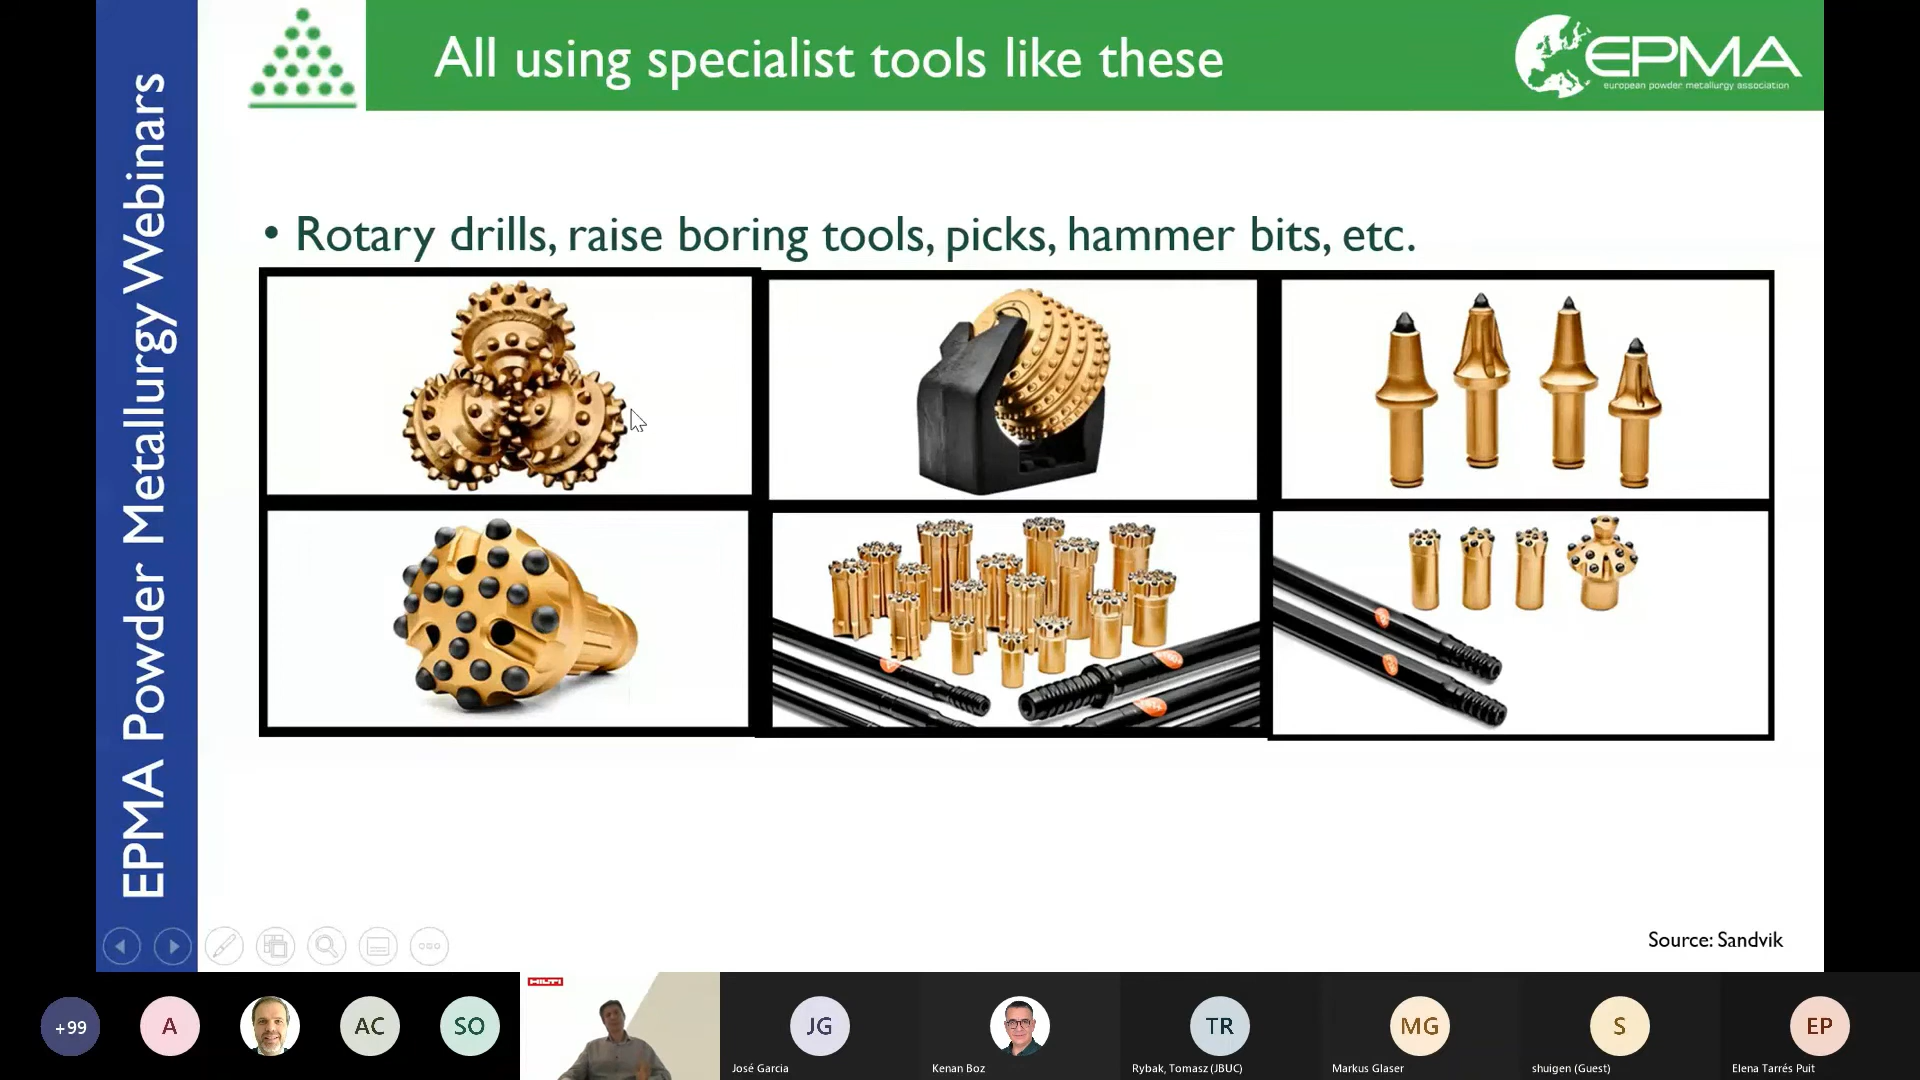 All using specialist tools like these
EPMA
european powder metallurgy association
EPMA Powder Metallurgy Webinars
• Rotary drills, raise boring tools, picks, hammer bits, etc.
Source: Sandvik
+99
A
AC
SO
HILTI
JG
José Garcia
Kenan Boz
TR
Rybak, Tomasz (JBUC)
MG
Markus Glaser
S
shuigen (Guest)
EP
Elena Tarrés Puit